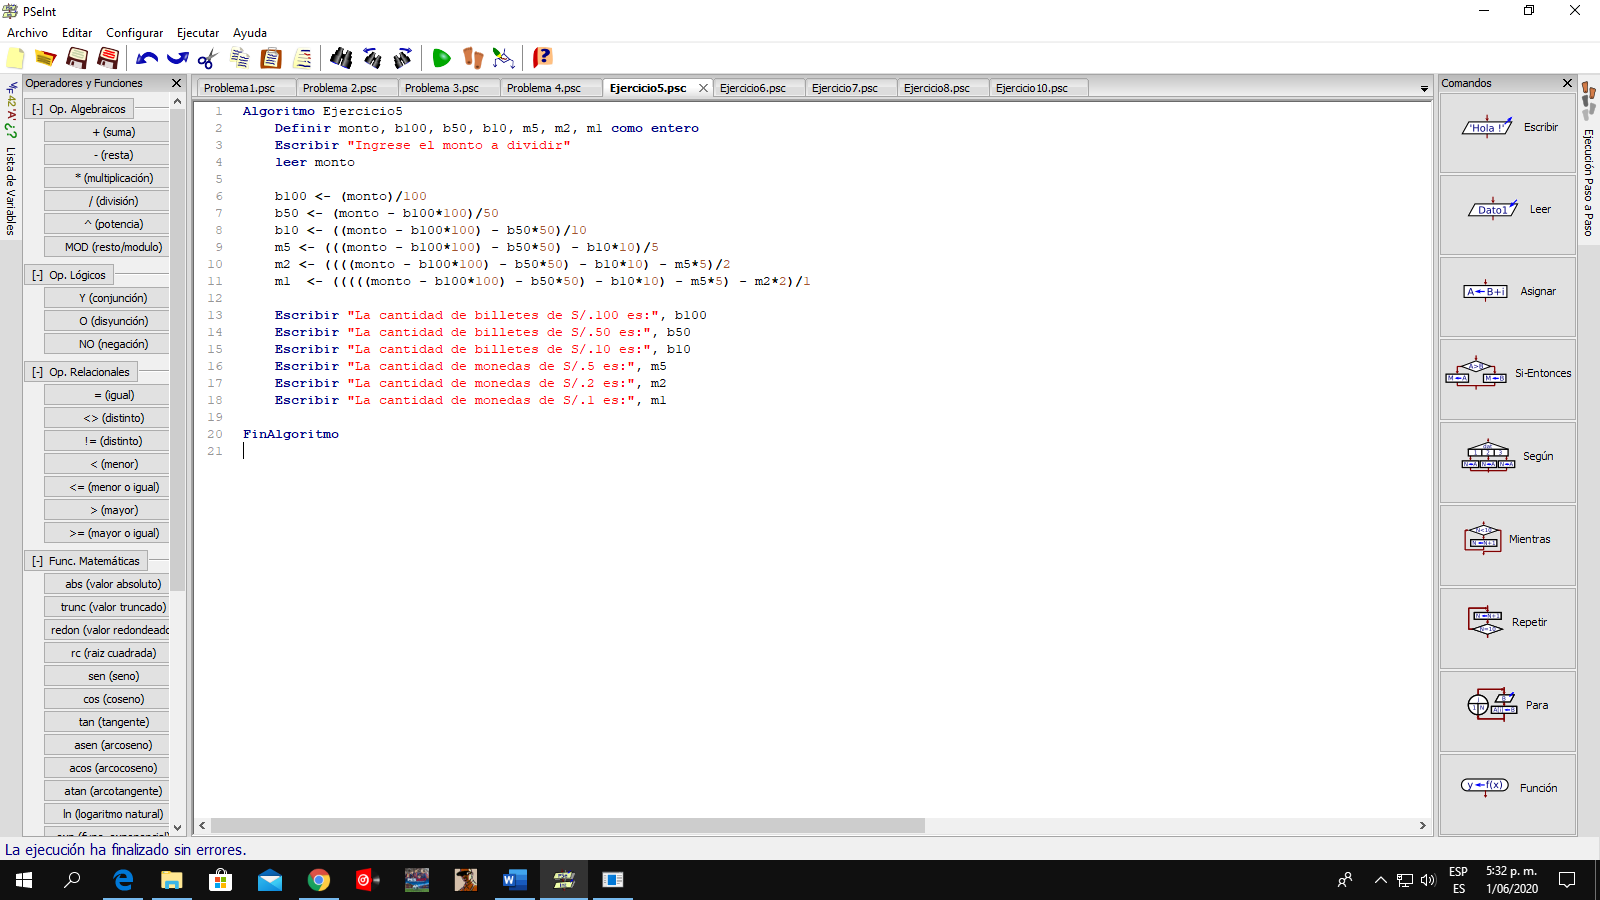 PSeInt
Archivo Editar Configurar Ejecutar Ayuda
Operadores y Funciones
Problema1.psc Problema 2.psc Problema 3.psc Problema 4.psc Ejercicio5.psc Ejercicio6.psc Ejercicio7.psc Ejercicio8.psc Ejercicio10.psc
Comandos
Lista de Variables
[-] Op. Algebraicos
+ (suma)
- (resta)
* (multiplicación)
/ (división)
^ (potencia)
MOD (resto/modulo)
[-] Op. Lógicos
Y (conjunción)
O (disyunción)
NO (negación)
[-] Op. Relacionales
= (igual)
<> (distinto)
!= (distinto)
< (menor)
<= (menor o igual)
> (mayor)
>= (mayor o igual)
[-] Func. Matemáticas
abs (valor absoluto)
trunc (valor truncado)
redon (valor redondeado
rc (raiz cuadrada)
sen (seno)
cos (coseno)
tan (tangente)
asen (arcoseno)
acos (arcocoseno)
atan (arcotangente)
ln (logaritmo natural)
1 Algoritmo Ejercicio5
2 Definir monto, b100, b50, b10, m5, m2, m1 como entero
3 Escribir "Ingrese el monto a dividir"
4 leer monto
5
6 b100 <- (monto)/100
7 b50 <- (monto - b100*100)/50
8 b10 <- ((monto - b100*100) - b50*50)/10
9 m5 <- (((monto - b100*100) - b50*50) - b10*10)/5
10 m2 <- ((((monto - b100*100) - b50*50) - b10*10) - m5*5)/2
11 m1  <- (((((monto - b100*100) - b50*50) - b10*10) - m5*5) - m2*2)/1
12
13 Escribir "La cantidad de billetes de S/.100 es:", b100
14 Escribir "La cantidad de billetes de S/.50 es:", b50
15 Escribir "La cantidad de billetes de S/.10 es:", b10
16 Escribir "La cantidad de monedas de S/.5 es:", m5
17 Escribir "La cantidad de monedas de S/.2 es:", m2
18 Escribir "La cantidad de monedas de S/.1 es:", m1
19
20 FinAlgoritmo
21
'Hola !' Escribir
Dato1 Leer
A←B+i Asignar
A>B Si-Entonces
Según
Mientras
Repetir
Para
y←f(x) Función
Ejecución Paso a Paso
La ejecución ha finalizado sin errores.
ESP
ES
5:32 p. m.
1/06/2020